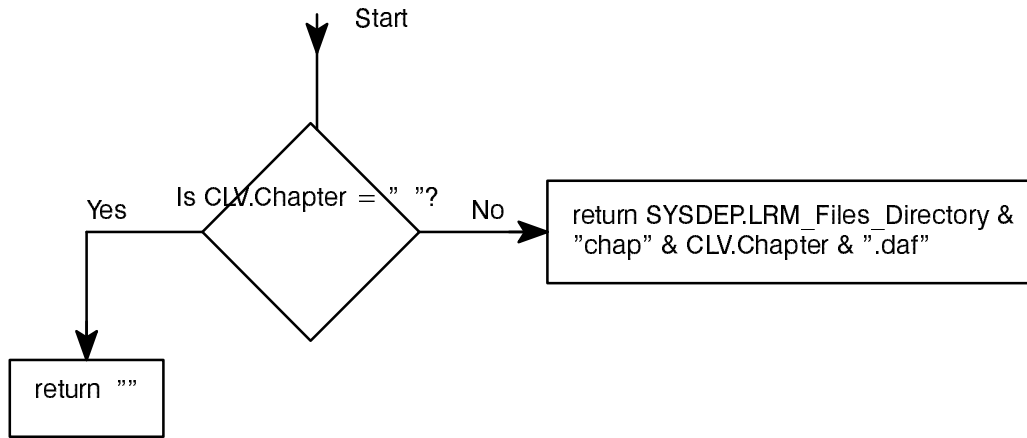 Start
Is CLV.Chapter = ”  ”?
Yes
No
return SYSDEP.LRM_Files_Directory &
”chap” & CLV.Chapter & ”.daf”
return  ””